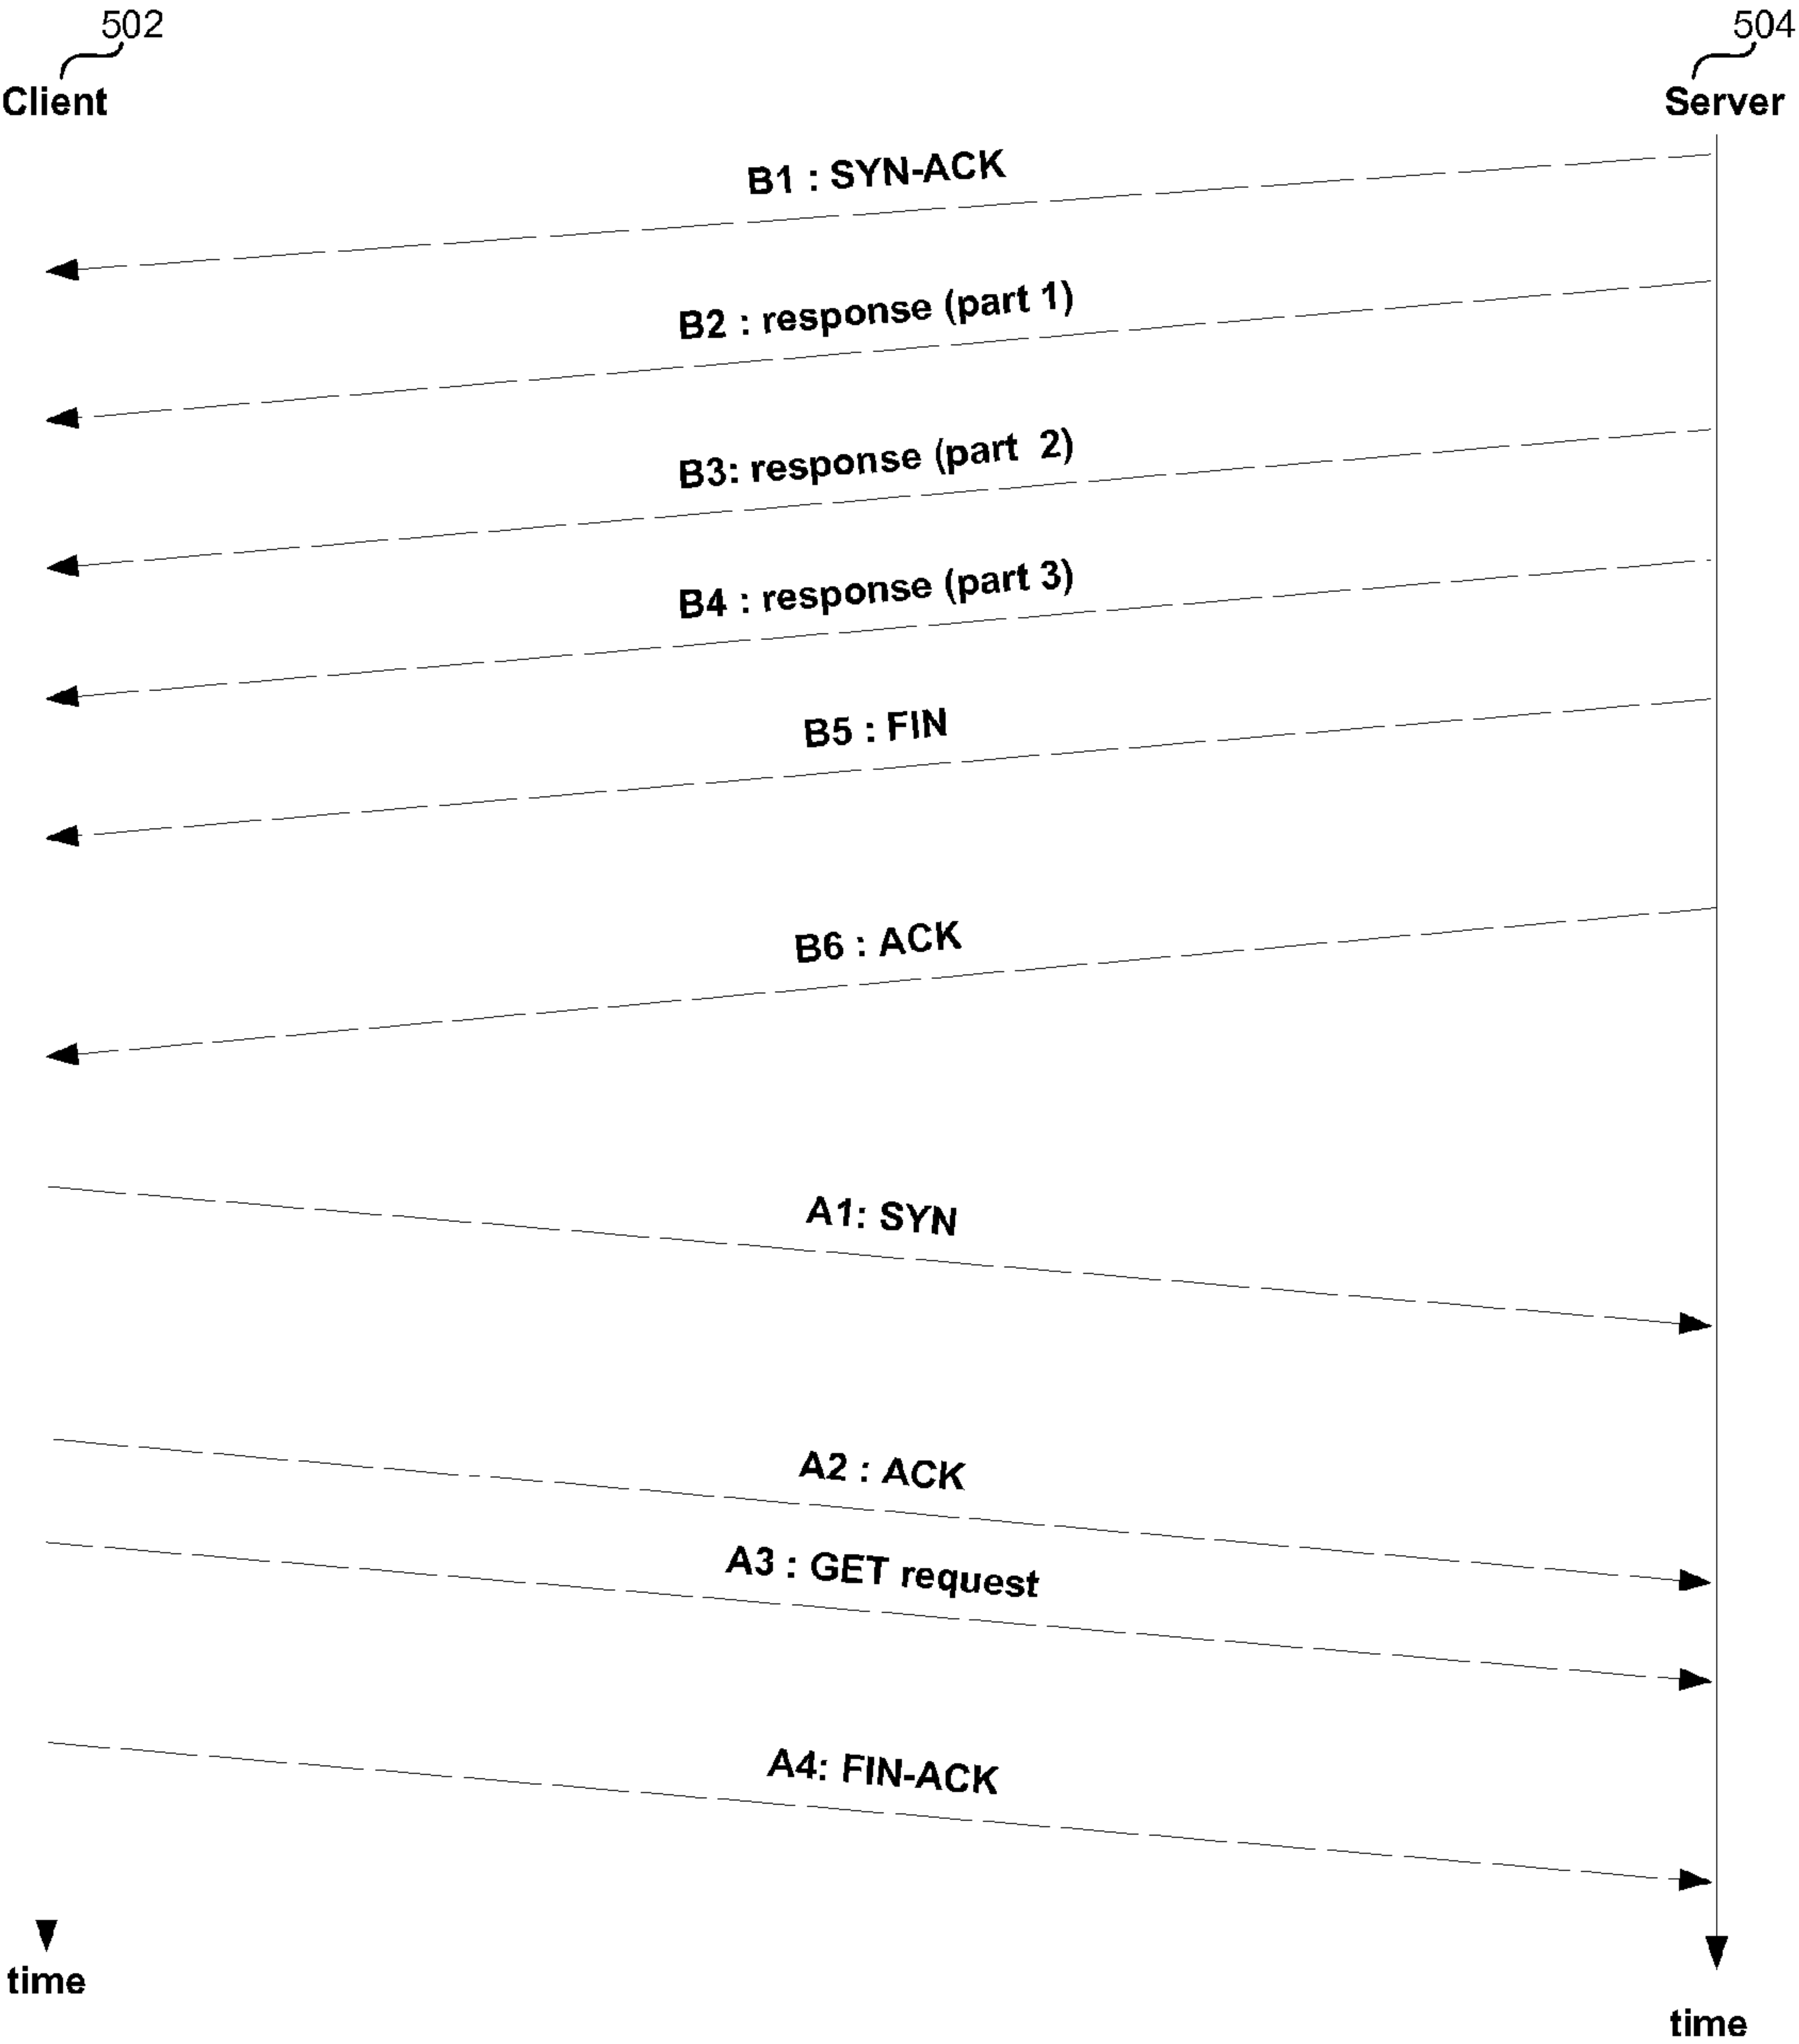 502
504
Client
Server
B1 : SYN-ACK
B2 : response (part 1)
B3: response (part 2)
B4 : response (part 3)
B5 : FIN
B6 : ACK
A1: SYN
A2 : ACK
A3 : GET request
A4: FIN-ACK
time
time